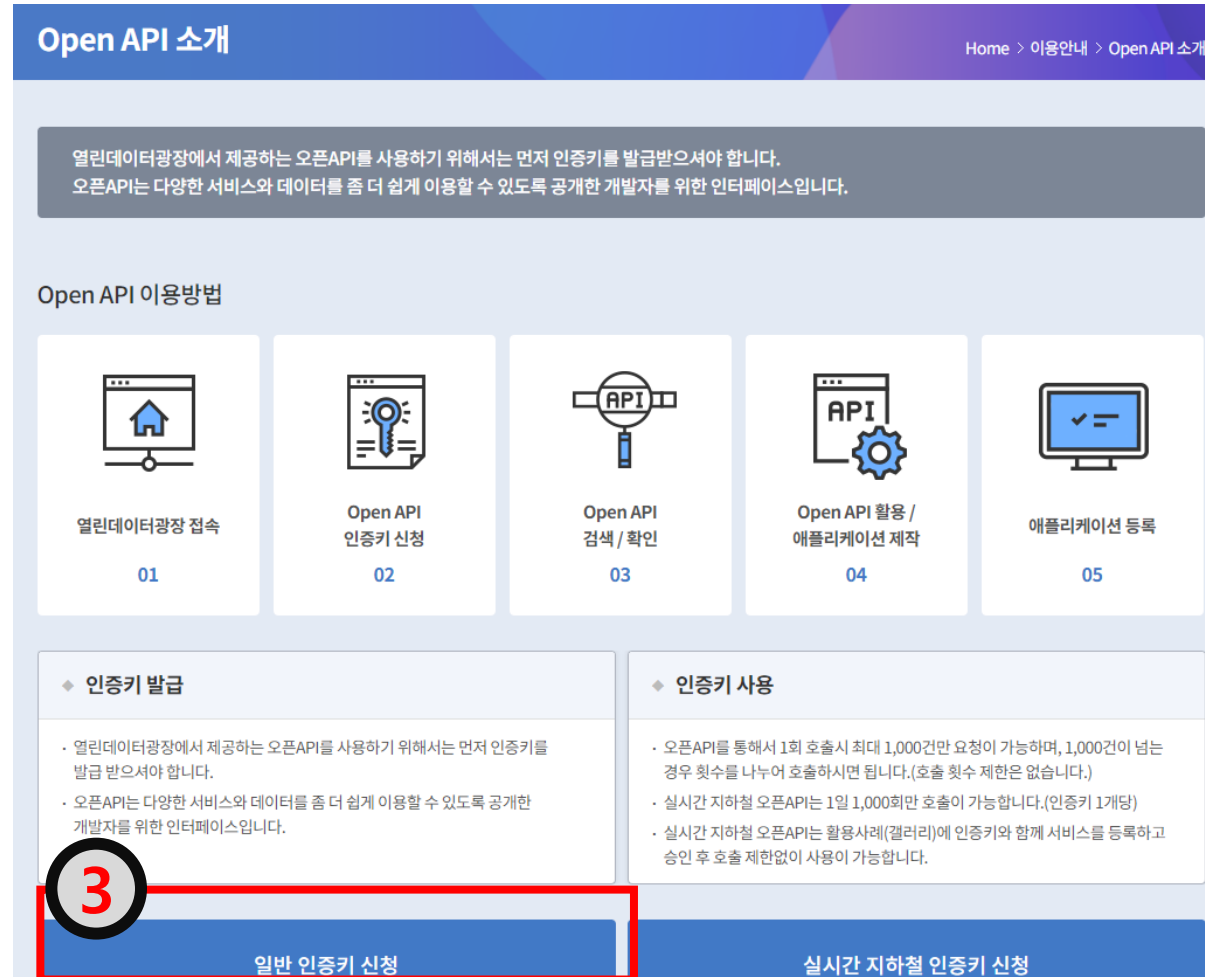 Open API 소개
Home > 이용안내 > Open API 소개
열린데이터광장에서 제공하는 오픈API를 사용하기 위해서는 먼저 인증키를 발급받으셔야 합니다.
오픈API는 다양한 서비스와 데이터를 좀 더 쉽게 이용할 수 있도록 공개한 개발자를 위한 인터페이스입니다.
Open API 이용방법
API
API
열린데이터광장 접속
01
Open API
인증키 신청
02
Open API
검색 / 확인
03
Open API 활용 /
애플리케이션 제작
04
애플리케이션 등록
05
인증키 발급
· 열린데이터광장에서 제공하는 오픈API를 사용하기 위해서는 먼저 인증키를
발급 받으셔야 합니다.
· 오픈API는 다양한 서비스와 데이터를 좀 더 쉽게 이용할 수 있도록 공개한
개발자를 위한 인터페이스입니다.
인증키 사용
· 오픈API를 통해서 1회 호출시 최대 1,000건만 요청이 가능하며, 1,000건이 넘는
경우 횟수를 나누어 호출하시면 됩니다.(호출 횟수 제한은 없습니다.)
· 실시간 지하철 오픈API는 1일 1,000회만 호출이 가능합니다.(인증키 1개당)
· 실시간 지하철 오픈API는 활용사례(갤러리)에 인증키와 함께 서비스를 등록하고
승인 후 호출 제한없이 사용이 가능합니다.
3
일반 인증키 신청
실시간 지하철 인증키 신청